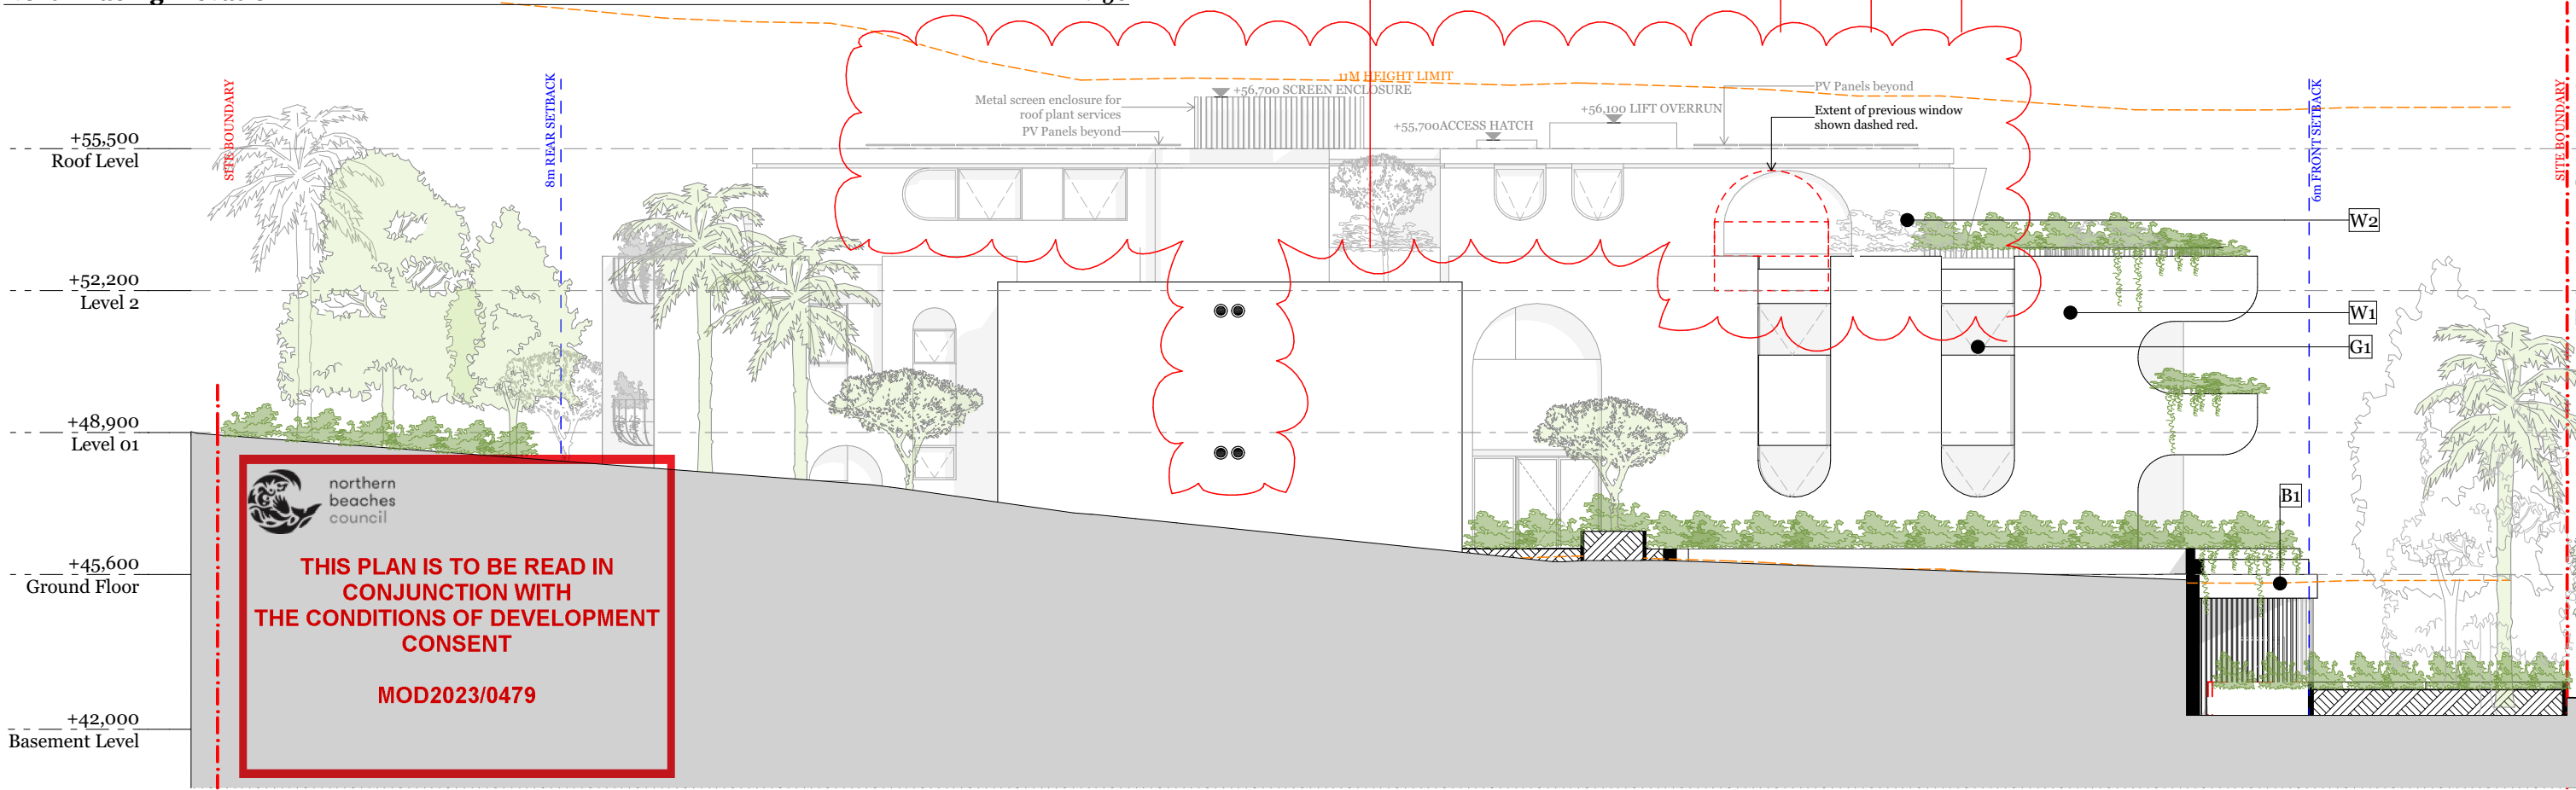 11M HEIGHT LIMIT
+56,700 SCREEN ENCLOSURE
Metal screen enclosure for
roof plant services
PV Panels beyond
+55,700ACCESS HATCH
+56,100 LIFT OVERRUN
PV Panels beyond
Extent of previous window
shown dashed red.
SITE BOUNDARY
8m REAR SETBACK
6m FRONT SETBACK
SITE BOUNDARY
+55,500
Roof Level
W2
+52,200
Level 2
W1
G1
+48,900
Level 01
B1
northern
beaches
council
THIS PLAN IS TO BE READ IN
CONJUNCTION WITH
THE CONDITIONS OF DEVELOPMENT
CONSENT
MOD2023/0479
+45,600
Ground Floor
+42,000
Basement Level